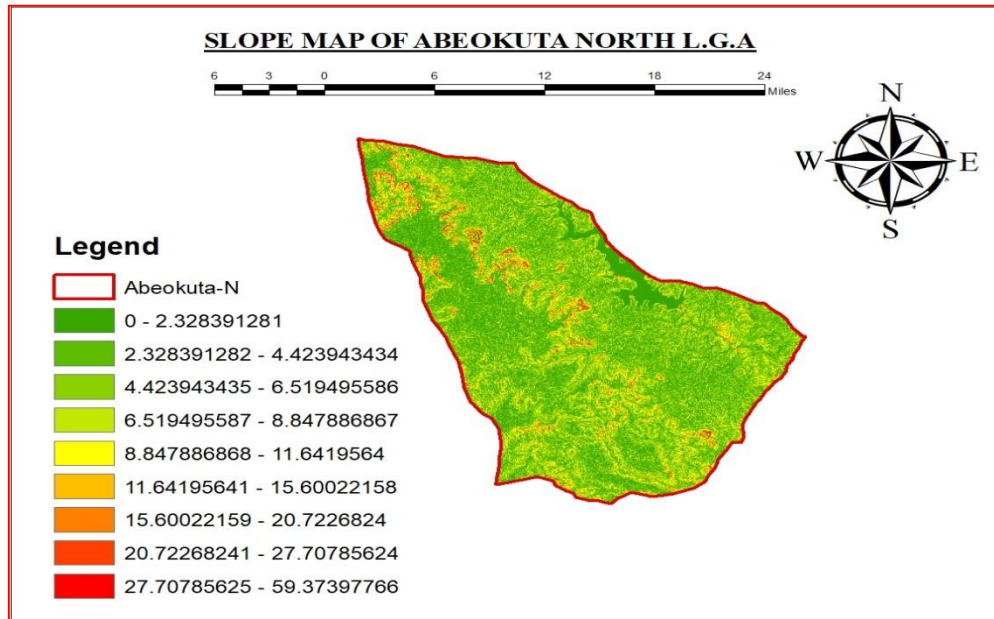 SLOPE MAP OF ABEOKUTA NORTH L.G.A
6 3 0 6 12 18 24
Miles
N
W E
S
Legend
Abeokuta-N
0 - 2.328391281
2.328391282 - 4.423943434
4.423943435 - 6.519495586
6.519495587 - 8.847886867
8.847886868 - 11.6419564
11.64195641 - 15.60022158
15.60022159 - 20.7226824
20.72268241 - 27.70785624
27.70785625 - 59.37397766